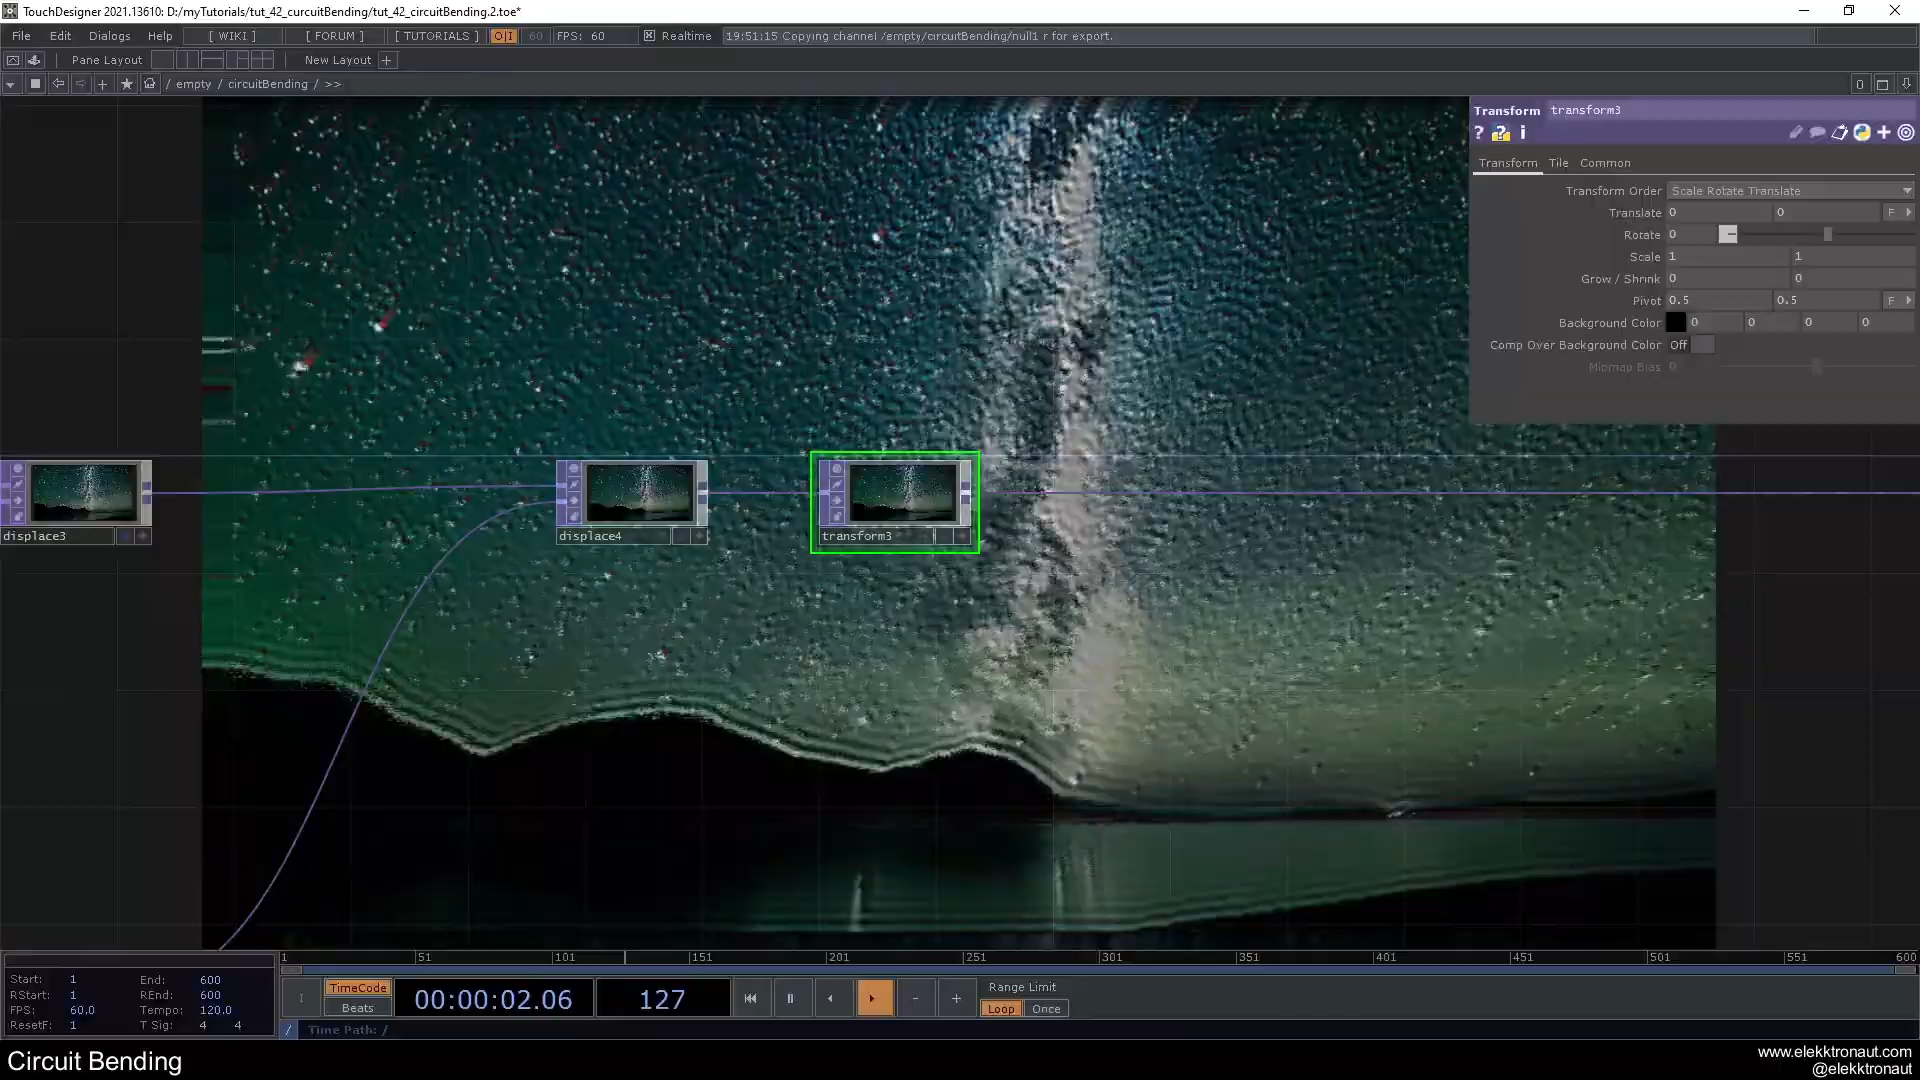 TouchDesigner 2021.13610: D:/myTutorials/tut_42_curcuitBending/tut_42_circuitBending.2.toe*
File Edit Dialogs Help [ WIKI ] [ FORUM ] [ TUTORIALS ] O|I 60 FPS: 60 Realtime 19:51:15 Copying channel /empty/circuitBending/null1 r for export.
Pane Layout New Layout +
/ empty / circuitBending / >>
Transform transform3
Transform Tile Common
Transform Order Scale Rotate Translate
Translate 0 0 F
Rotate 0
Scale 1 1
Grow / Shrink 0 0
Pivot 0.5 0.5 F
Background Color 0 0 0 0
Comp Over Background Color Off
Mipmap Bias 0
displace3
displace4
transform3
1 51 101 151 201 251 301 351 401 451 501 551 600
Start: 1 End: 600
RStart: 1 REnd: 600
FPS: 60.0 Tempo: 120.0
ResetF: 1 T Sig: 4 4
I
TimeCode
Beats
00:00:02.06
127
- +
Range Limit
Loop Once
/ Time Path: /
Circuit Bending
www.elekktronaut.com
@elekktronaut